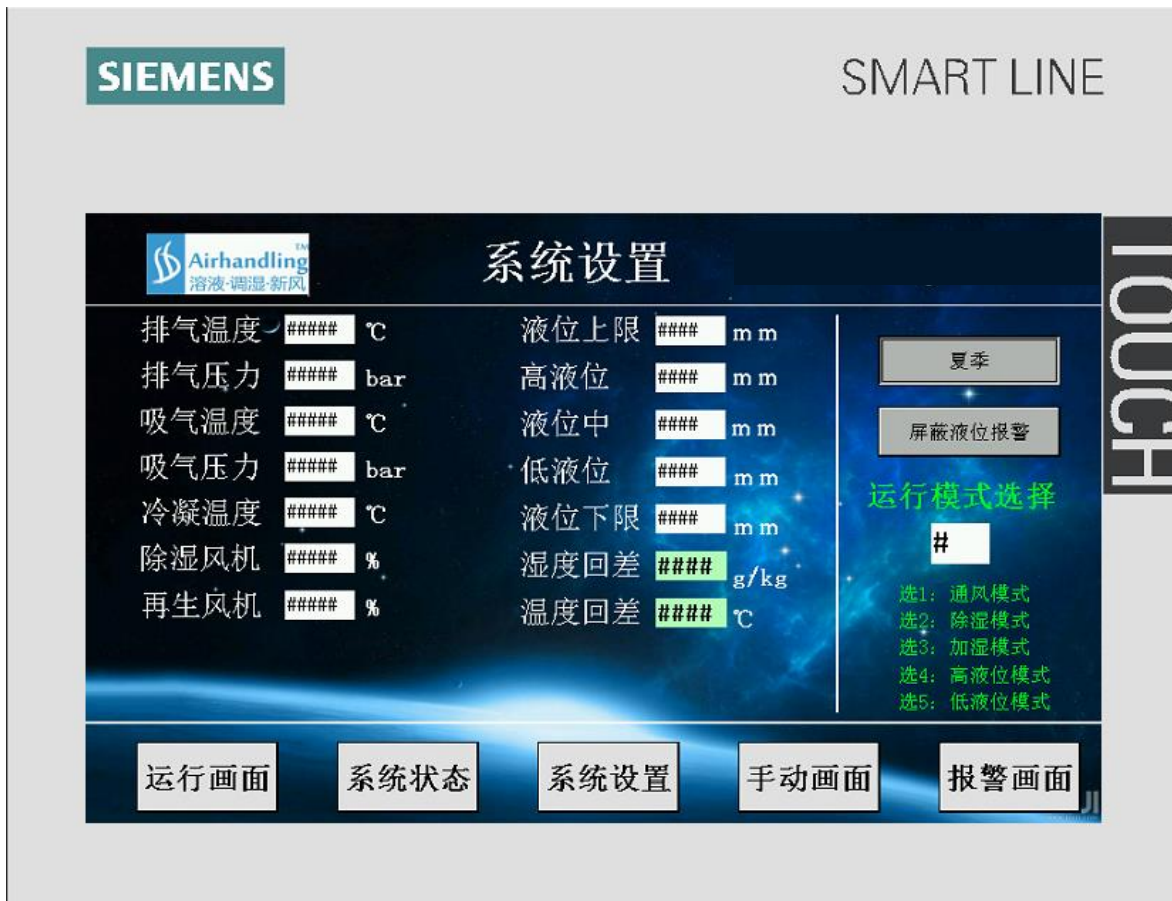 SIEMENS
SMART LINE
TOUCH
Airhandling™
溶液·调湿·新风
系统设置
排气温度 ##### ℃
排气压力 ##### bar
吸气温度 ##### ℃
吸气压力 ##### bar
冷凝温度 ##### ℃
除湿风机 ##### %
再生风机 ##### %
液位上限 #### mm
高液位 #### mm
液位中 #### mm
低液位 #### mm
液位下限 #### mm
湿度回差 #### g/kg
温度回差 #### ℃
夏季
屏蔽液位报警
运行模式选择
#
选1：通风模式
选2：除湿模式
选3：加湿模式
选4：高液位模式
选5：低液位模式
运行画面
系统状态
系统设置
手动画面
报警画面